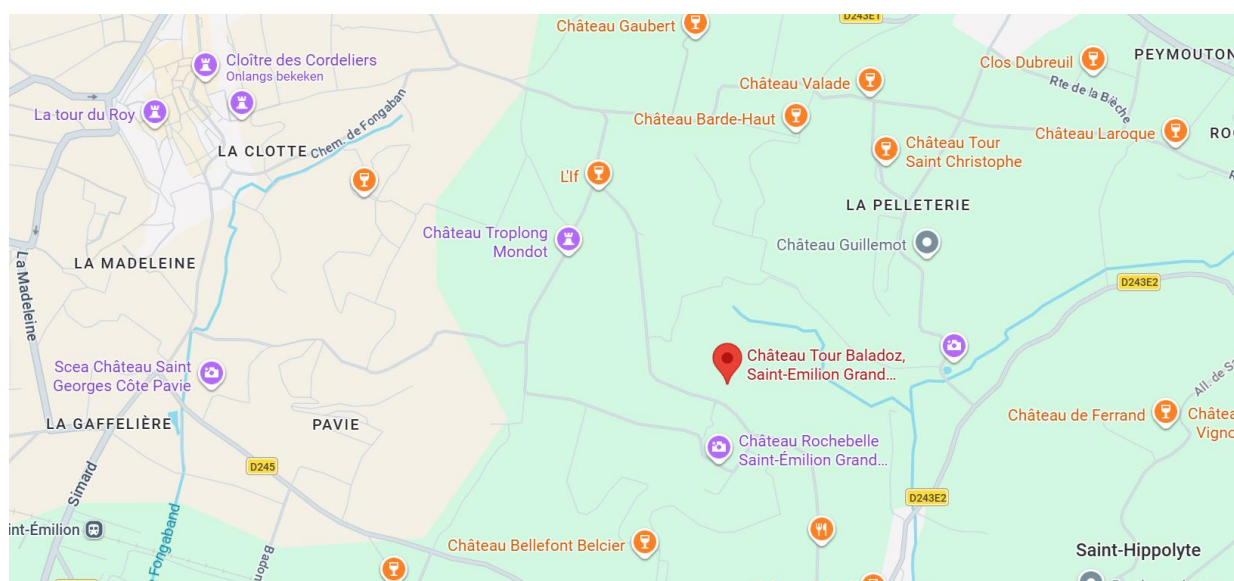 D243E1
Château Gaubert
PEYMOUTON
Cloître des Cordeliers
Onlangs bekeken
Clos Dubreuil
Château Valade
Rte de la Bièche
La tour du Roy
Château Barde-Haut
Château Laroque
Chem. de Fongaban
LA CLOTTE
Château Tour
Saint Christophe
L'If
LA PELLETERIE
Château Troplong
Mondot
Château Guillemot
LA MADELEINE
La Madeleine
D243E2
Scea Château Saint
Georges Côte Pavie
Château Tour Baladoz,
Saint-Emilion Grand...
All. de S
Château de Ferrand
Châtea
Vigno
LA GAFFELIÈRE
PAVIE
Château Rochebelle
Saint-Émilion Grand...
D245
Simard
D243E2
int-Émilion
Fongaband
Château Bellefont Belcier
Badon
Saint-Hippolyte